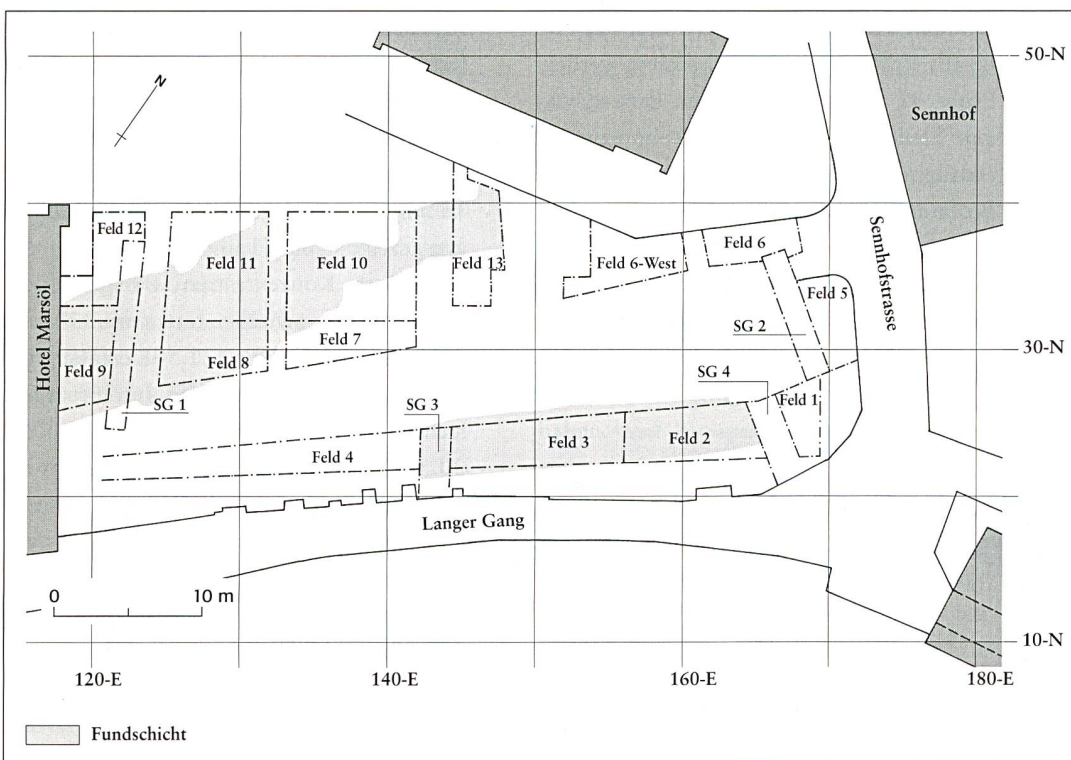 50-N
N
Sennhof
Feld 12
Feld 6
Feld 11
Feld 10
Feld 13
Feld 6-West
Feld 5
Sennhofstrasse
Hotel Marsöl
SG 2
Feld 7
30-N
Feld 9
Feld 8
SG 4
SG 1
SG 3
Feld 1
Feld 4
Feld 3
Feld 2
Langer Gang
0 10 m
10-N
120-E 140-E 160-E 180-E
Fundschicht